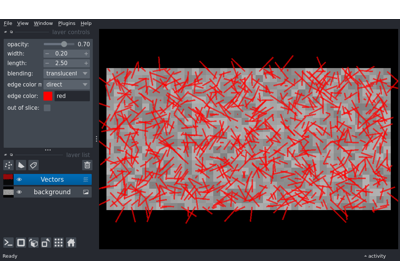 File View Window Plugins Help
layer controls
opacity: 0.70
width: 0.20
length: 2.50
blending: translucent
edge color m direct
edge color: red
out of slice:
layer list
Vectors
background
Ready
activity